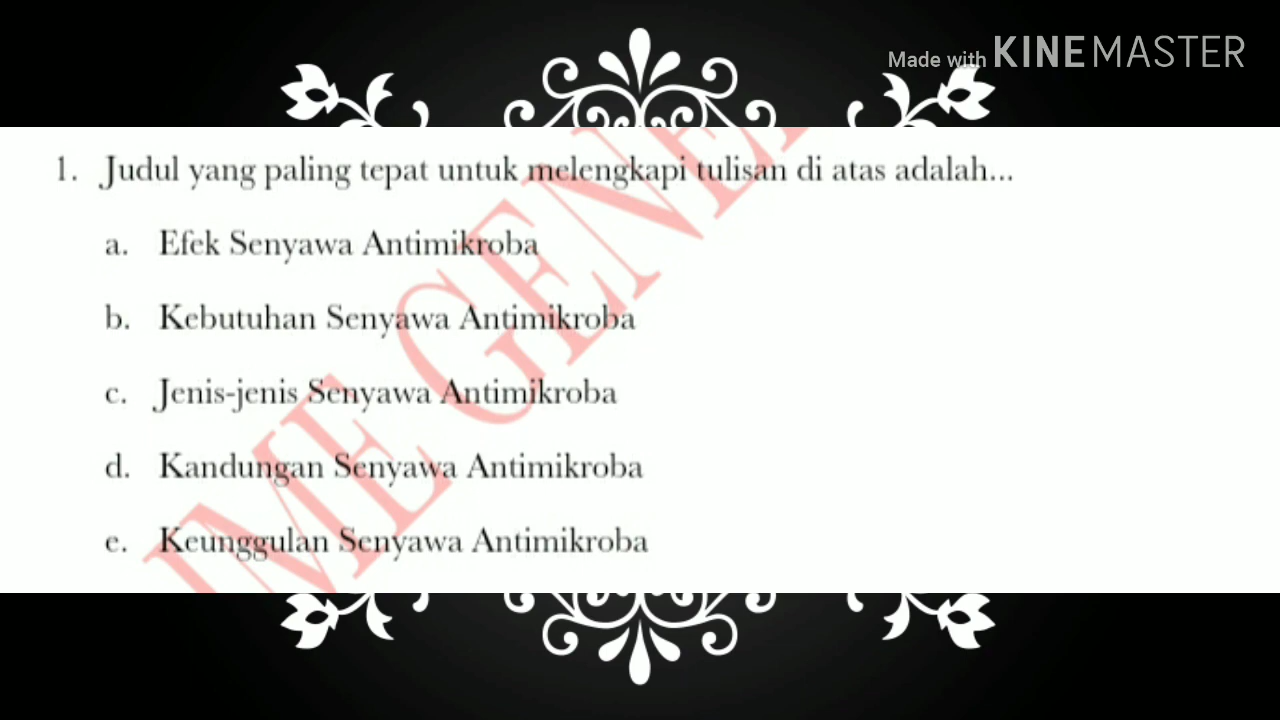 Made with KINEMASTER
1. Judul yang paling tepat untuk melengkapi tulisan di atas adalah...
a. Efek Senyawa Antimikroba
b. Kebutuhan Senyawa Antimikroba
c. Jenis-jenis Senyawa Antimikroba
d. Kandungan Senyawa Antimikroba
e. Keunggulan Senyawa Antimikroba